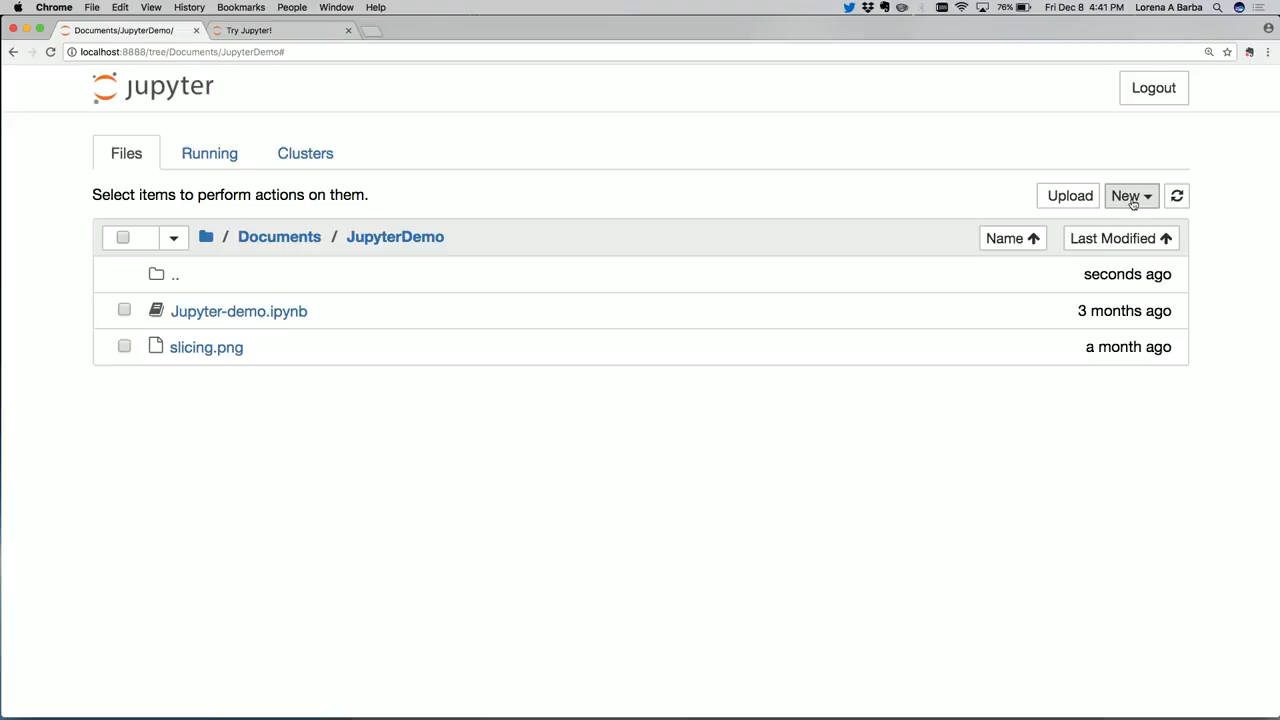 Chrome File Edit View History Bookmarks People Window Help 76% Fri Dec 8 4:41 PM Lorena A Barba
Documents/JupyterDemo/ Try Jupyter!
localhost:8888/tree/Documents/JupyterDemo#
jupyter Logout
Files Running Clusters
Select items to perform actions on them. Upload New
/ Documents / JupyterDemo Name Last Modified
.. seconds ago
Jupyter-demo.ipynb 3 months ago
slicing.png a month ago